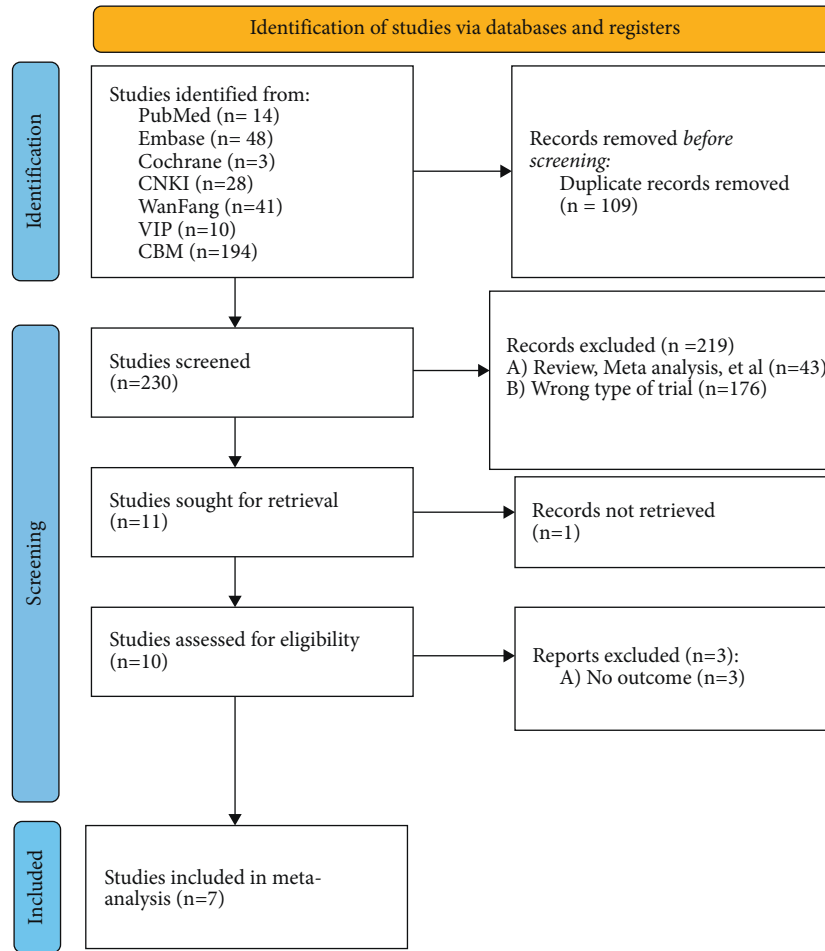 Identification of studies via databases and registers
Identification
Studies identified from:
PubMed (n= 14)
Embase (n= 48)
Cochrane (n=3)
CNKI (n=28)
WanFang (n=41)
VIP (n=10)
CBM (n=194)
Records removed before
screening:
Duplicate records removed
(n = 109)
Screening
Studies screened
(n=230)
Records excluded (n =219)
A) Review, Meta analysis, et al (n=43)
B) Wrong type of trial (n=176)
Studies sought for retrieval
(n=11)
Records not retrieved
(n=1)
Studies assessed for eligibility
(n=10)
Reports excluded (n=3):
A) No outcome (n=3)
Included
Studies included in meta-
analysis (n=7)